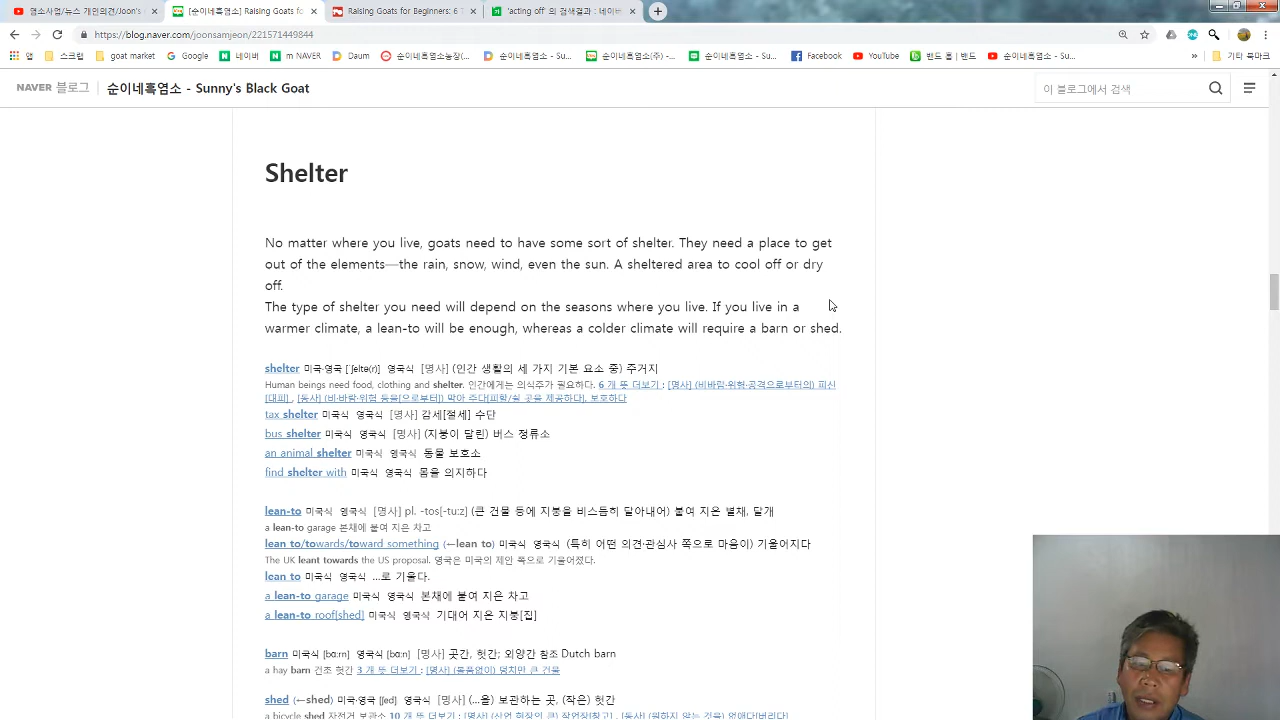 염소사업/뉴스 개인의견/Joon's
[순이네흑염소] Raising Goats fo
Raising Goats for Beginners & T
'acting off'의 검색결과 : 네이버
https://blog.naver.com/joonsamjeon/221571449844
앱 스크랩 goat market Google 네이버 m NAVER Daum 순이네흑염소농장(... 순이네흑염소 - Su... 순이네흑염소(주) -... 순이네흑염소 - Su... Facebook YouTube 밴드 홈 | 밴드 순이네흑염소 - Su... » 기타 북마크
NAVER 블로그 순이네흑염소 - Sunny's Black Goat 이 블로그에서 검색
Shelter
No matter where you live, goats need to have some sort of shelter. They need a place to get
out of the elements—the rain, snow, wind, even the sun. A sheltered area to cool off or dry
off.
The type of shelter you need will depend on the seasons where you live. If you live in a
warmer climate, a lean-to will be enough, whereas a colder climate will require a barn or shed.
shelter 미국∙영국 [ˈʃeltə(r)] 영국식 [명사] (인간 생활의 세 가지 기본 요소 중) 주거지
Human beings need food, clothing and shelter. 인간에게는 의식주가 필요하다. 6 개 뜻 더보기 : [명사] (비바람∙위험∙공격으로부터의) 피신
[대피] , [동사] (비∙바람∙위험 등을[으로부터]) 막아 주다[피할/쉴 곳을 제공하다], 보호하다
tax shelter 미국식 영국식 [명사] 감세[절세] 수단
bus shelter 미국식 영국식 [명사] (지붕이 달린) 버스 정류소
an animal shelter 미국식 영국식 동물 보호소
find shelter with 미국식 영국식 몸을 의지하다
lean-to 미국식 영국식 [명사] pl. -tos[-tu:z] (큰 건물 등에 지붕을 비스듬히 달아내어) 붙여 지은 별채, 달개
a lean-to garage 본채에 붙여 지은 차고
lean to/towards/toward something (←lean to) 미국식 영국식 (특히 어떤 의견∙관심사 쪽으로 마음이) 기울어지다
The UK leant towards the US proposal. 영국은 미국의 제안 쪽으로 기울어졌다.
lean to 미국식 영국식 ...로 기울다.
a lean-to garage 미국식 영국식 본채에 붙여 지은 차고
a lean-to roof[shed] 미국식 영국식 기대어 지은 지붕[집]
barn 미국식 [bɑ:rn] 영국식 [bɑ:n] [명사] 곳간, 헛간; 외양간 참조 Dutch barn
a hay barn 건초 헛간 3 개 뜻 더보기 : [명사] (볼품없이) 덩치만 큰 건물
shed (←shed) 미국∙영국 [ʃed] 영국식 [명사] (...을) 보관하는 곳, (작은) 헛간
a bicycle shed 자전거 보관소 10 개 뜻 더보기 : [명사] (산업 현장의 큰) 작업장[창고] , [동사] (원하지 않는 것을) 없애다[버리다]